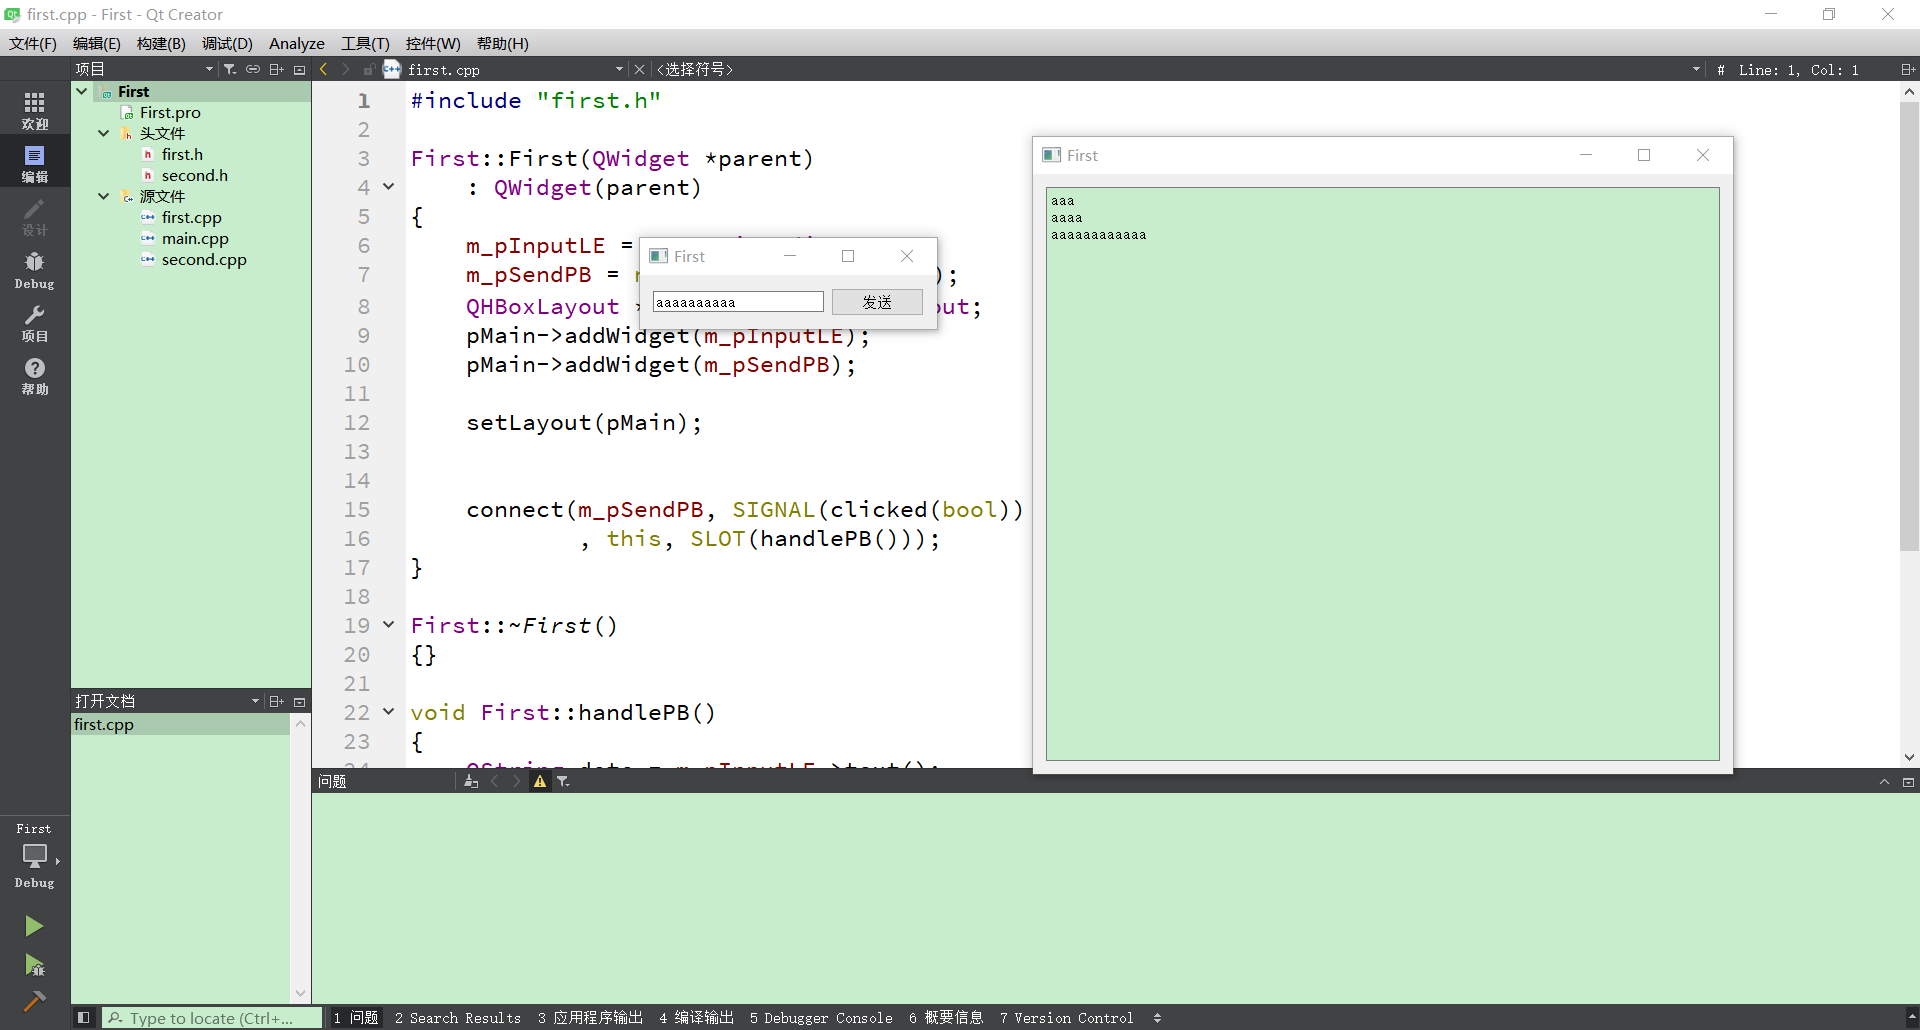 first.cpp - First - Qt Creator
文件(F) 编辑(E) 构建(B) 调试(D) Analyze 工具(T) 控件(W) 帮助(H)
项目
first.cpp
<选择符号>
# Line: 1, Col: 1
欢迎
编辑
设计
Debug
项目
帮助
First
First.pro
头文件
first.h
second.h
源文件
first.cpp
main.cpp
second.cpp
1 #include "first.h"
2
3 First::First(QWidget *parent)
4 : QWidget(parent)
5 {
6 m_pInputLE =
7 m_pSendPB = );
8 QHBoxLayout out;
9 pMain->addWidget(m_pInputLE);
10 pMain->addWidget(m_pSendPB);
11
12 setLayout(pMain);
13
14
15 connect(m_pSendPB, SIGNAL(clicked(bool))
16 , this, SLOT(handlePB()));
17 }
18
19 First::~First()
20 {}
21
22 void First::handlePB()
23 {
24 QString data = m_pInputLE->text();
First
aaaaaaaaaa
发送
First
aaa
aaaa
aaaaaaaaaaaa
打开文档
first.cpp
问题
First
Debug
Type to locate (Ctrl+...
1 问题 2 Search Results 3 应用程序输出 4 编译输出 5 Debugger Console 6 概要信息 7 Version Control